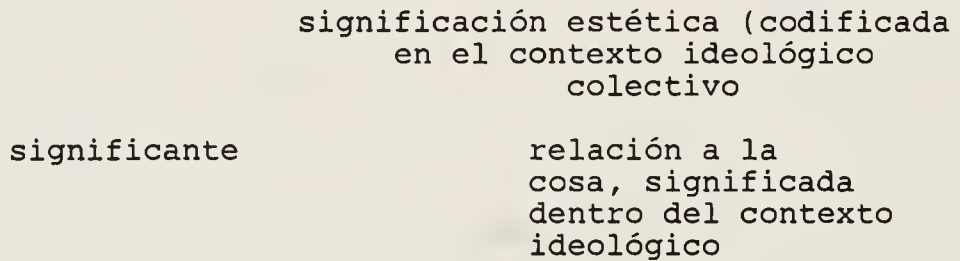 significación estética (codificada
en el contexto ideológico
colectivo
significante
relación a la
cosa, significada
dentro del contexto
ideológico